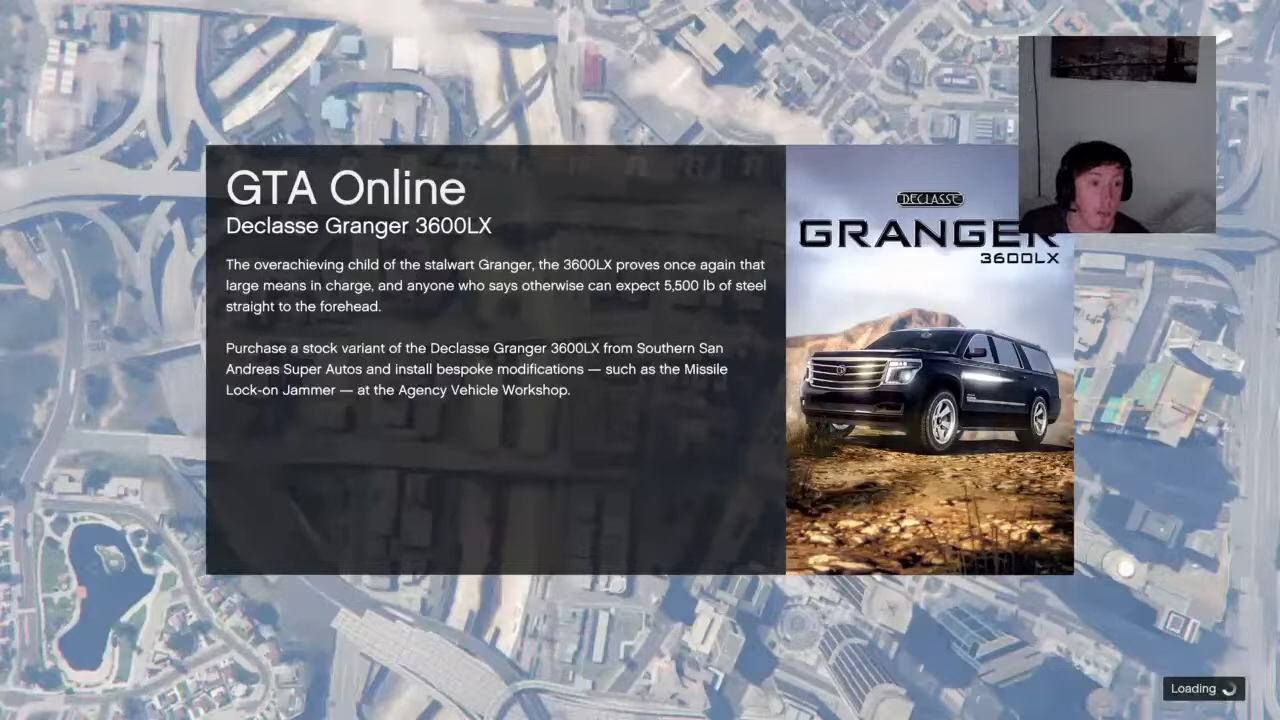 GTA Online
Declasse Granger 3600LX
The overachieving child of the stalwart Granger, the 3600LX proves once again that
large means in charge, and anyone who says otherwise can expect 5,500 lb of steel
straight to the forehead.
Purchase a stock variant of the Declasse Granger 3600LX from Southern San
Andreas Super Autos and install bespoke modifications — such as the Missile
Lock-on Jammer — at the Agency Vehicle Workshop.
DECLASSE
GRANGER
3600LX
Loading